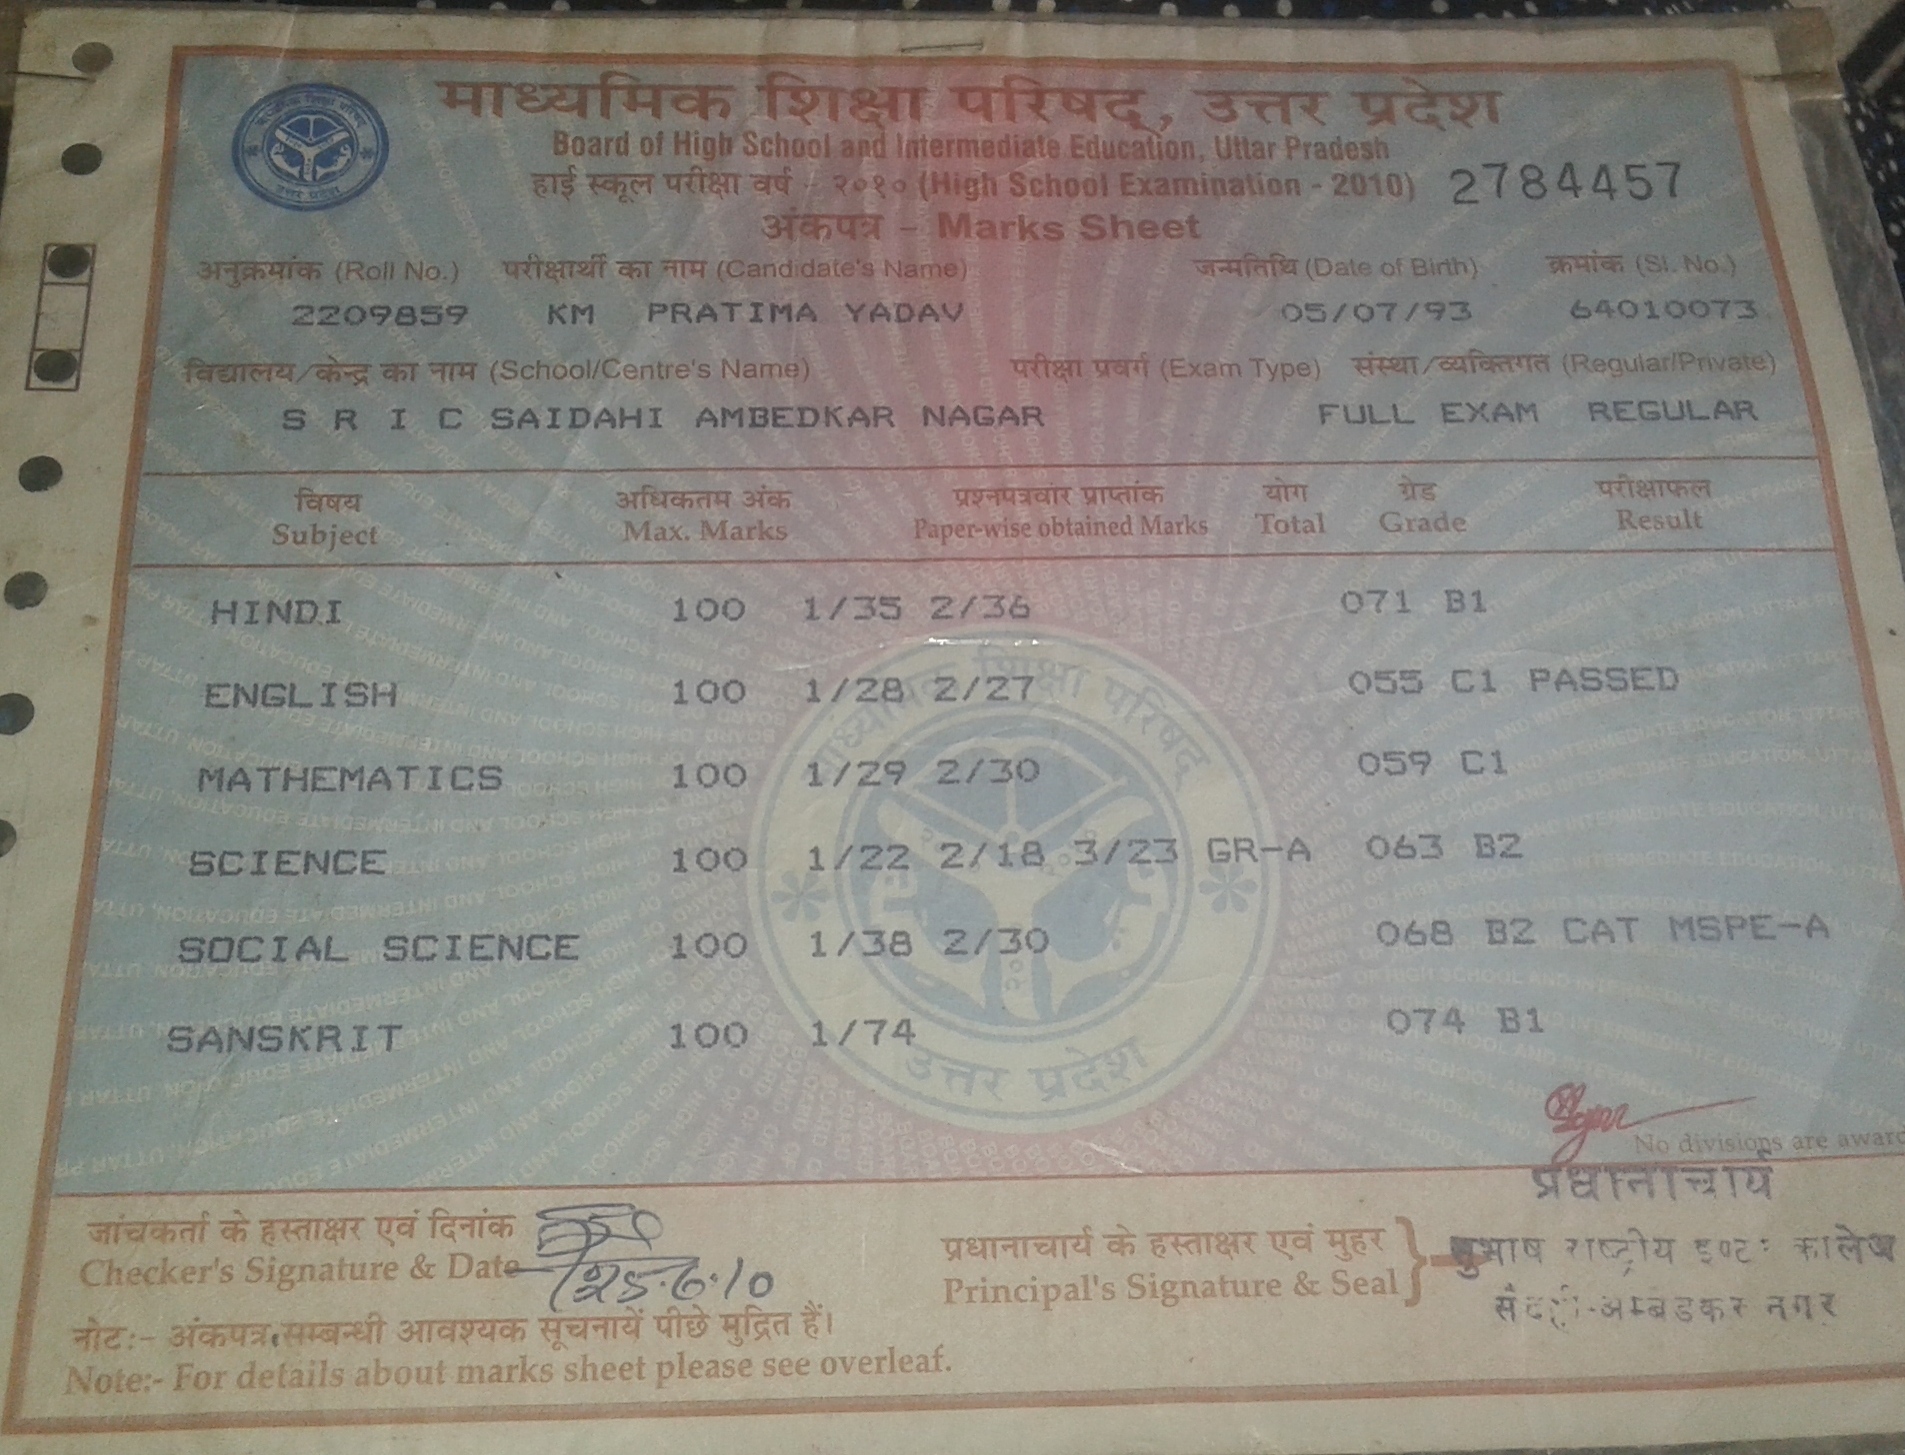 माध्यमिक शिक्षा परिषद्, उत्तर प्रदेश
Board of High School and Intermediate Education, Uttar Pradesh
हाई स्कूल परीक्षा वर्ष - २०१० (High School Examination - 2010) 2784457
अंकपत्र - Marks Sheet
अनुक्रमांक (Roll No.) परीक्षार्थी का नाम (Candidate's Name) जन्मतिथि (Date of Birth) क्रमांक (Sl. No.)
2209859 KM PRATIMA YADAV 05/07/93 64010073
विद्यालय/केन्द्र का नाम (School/Centre's Name) परीक्षा प्रवर्ग (Exam Type) संस्था/व्यक्तिगत (Regular/Private)
S R I C SAIDAHI AMBEDKAR NAGAR FULL EXAM REGULAR
विषय अधिकतम अंक प्रश्नपत्रवार प्राप्तांक योग ग्रेड परीक्षाफल
Subject Max. Marks Paper-wise obtained Marks Total Grade Result
HINDI 100 1/35 2/36 071 B1
ENGLISH 100 1/28 2/27 055 C1 PASSED
MATHEMATICS 100 1/29 2/30 059 C1
SCIENCE 100 1/22 2/18 3/23 GR-A 063 B2
SOCIAL SCIENCE 100 1/38 2/30 068 B2 CAT MSPE-A
SANSKRIT 100 1/74 074 B1
माध्यमिक शिक्षा परिषद्
उत्तर प्रदेश
No divisions are award
प्रधानाचार्य
जांचकर्ता के हस्ताक्षर एवं दिनांक
Checker's Signature & Date 25.6.10
प्रधानाचार्य के हस्ताक्षर एवं मुहर
Principal's Signature & Seal
सुभाष राष्ट्रीय इण्टः कालेज
अम्बेडकर नगर
नोटः- अंकपत्र सम्बन्धी आवश्यक सूचनायें पीछे मुद्रित हैं।
Note:- For details about marks sheet please see overleaf.